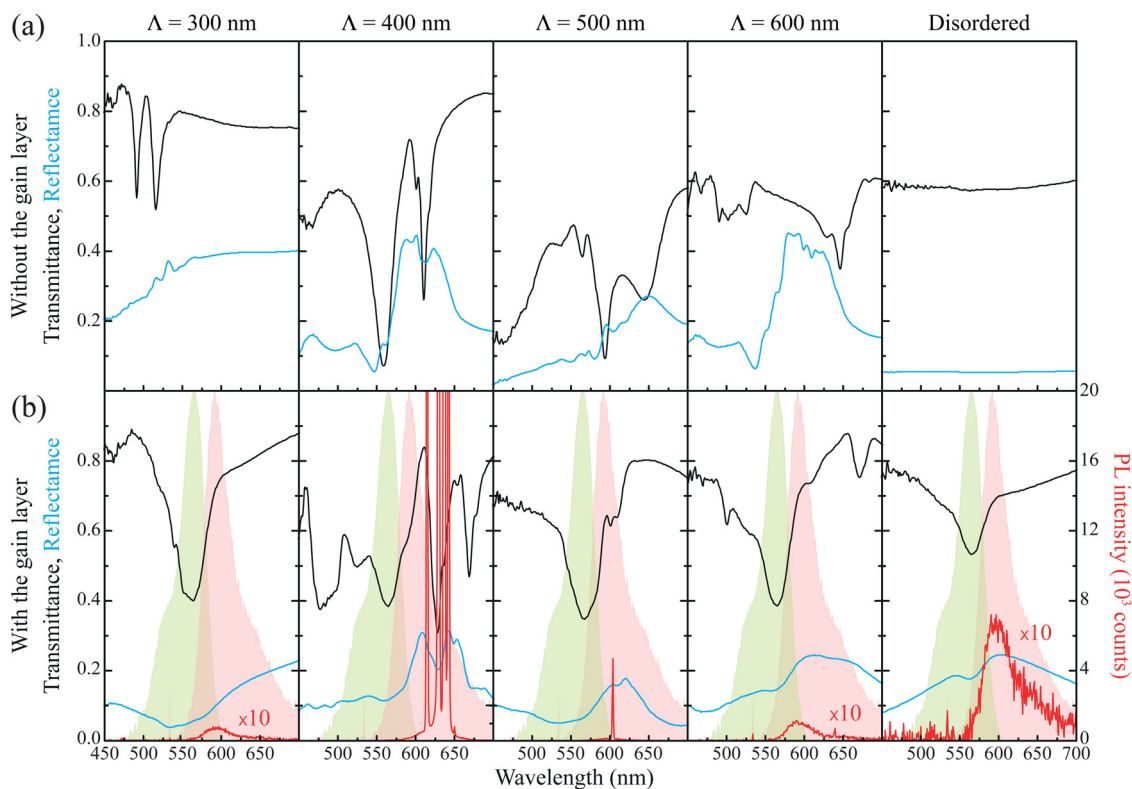 (a)
Λ = 300 nm Λ = 400 nm Λ = 500 nm Λ = 600 nm Disordered
Without the gain layer
Transmittance, Reflectamce
1.0
0.8
0.6
0.4
0.2
(b)
With the gain layer
Transmittance, Reflectamce
0.8
0.6
0.4
0.2
0.0
20
16
12
8
4
0
PL intensity (10³ counts)
x10
x10
x10
450 500 550 600 650 500 550 600 650 500 550 600 650 500 550 600 650 500 550 600 650 700
Wavelength (nm)